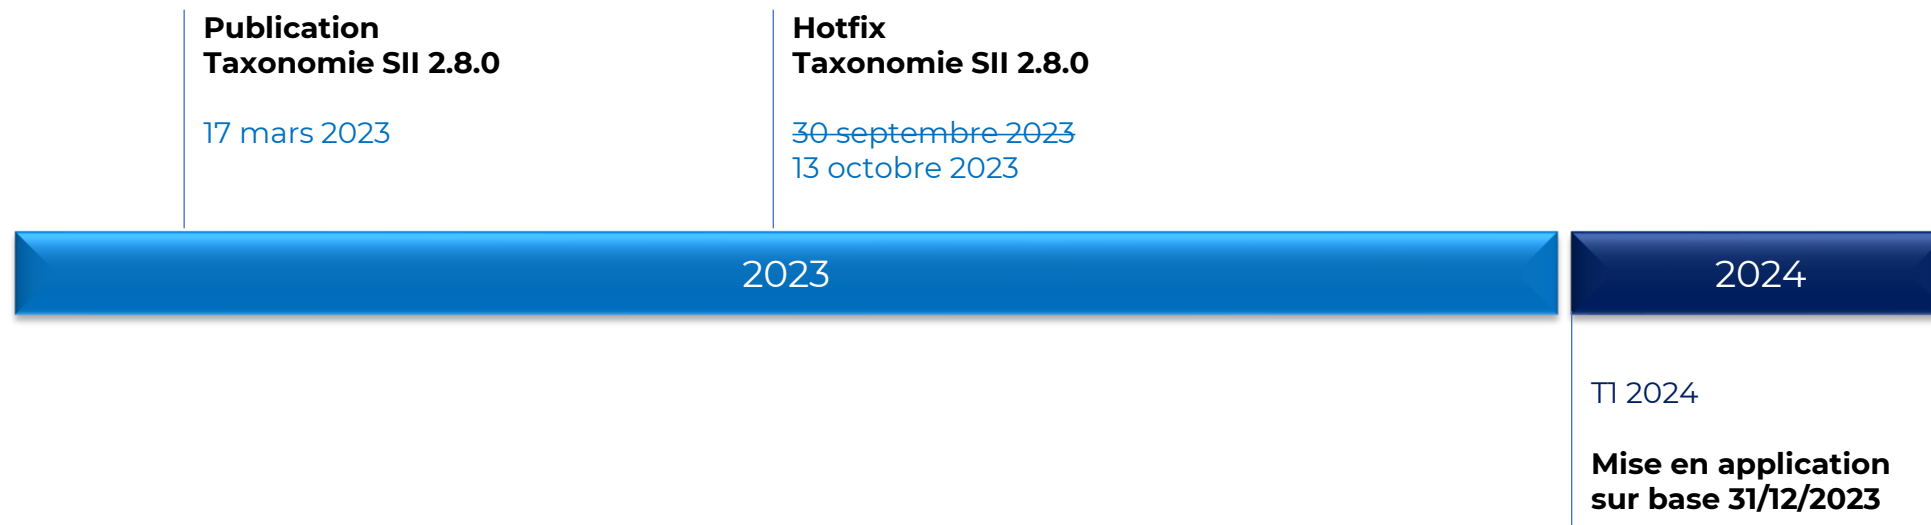 Publication
Taxonomie SII 2.8.0
17 mars 2023
Hotfix
Taxonomie SII 2.8.0
30 septembre 2023
13 octobre 2023
2023
2024
T1 2024
Mise en application
sur base 31/12/2023